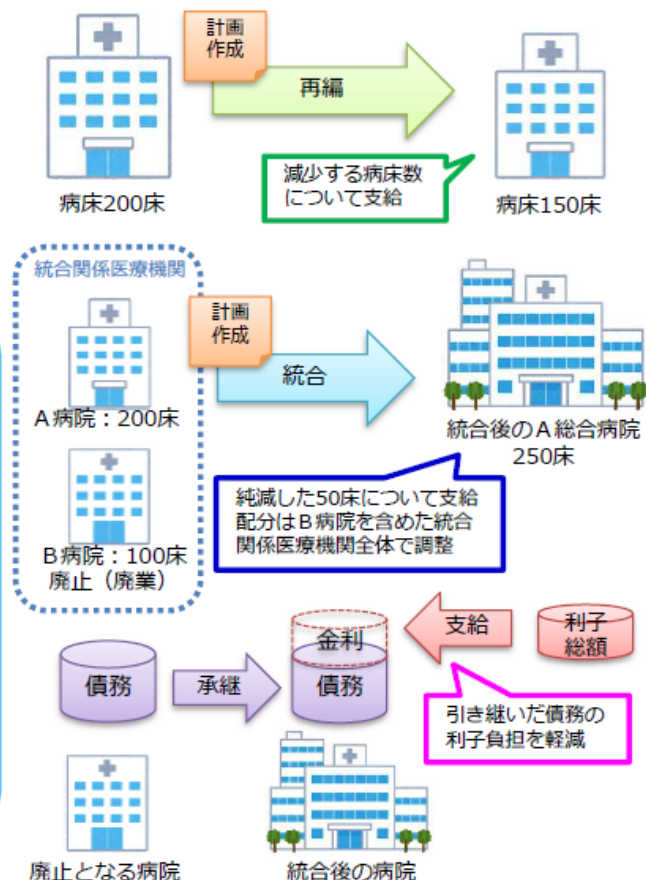 計画
作成
再編
病床200床
減少する病床数
について支給
病床150床
統合関係医療機関
計画
作成
統合
A病院：200床
統合後のA総合病院
250床
B病院：100床
廃止（廃業）
純減した50床について支給
配分はB病院を含めた統合
関係医療機関全体で調整
債務
承継
金利
債務
支給
利子
総額
引き継いだ債務の
利子負担を軽減
廃止となる病院
統合後の病院